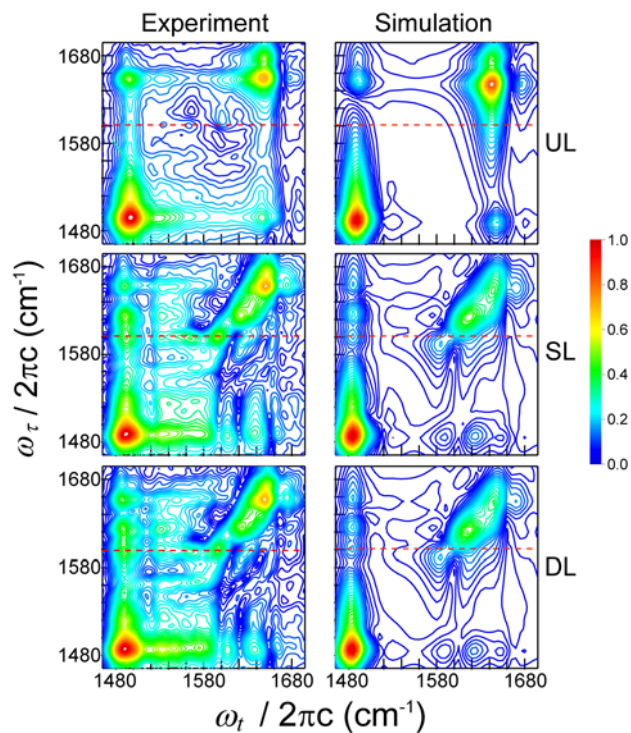 Experiment Simulation
1680
1580
1480
UL
1680
1580
1480
SL
1.0
0.8
0.6
0.4
0.2
0.0
1680
1580
1480
DL
ω_τ / 2πc (cm⁻¹)
1480 1580 1680 1480 1580 1680
ω_t / 2πc (cm⁻¹)